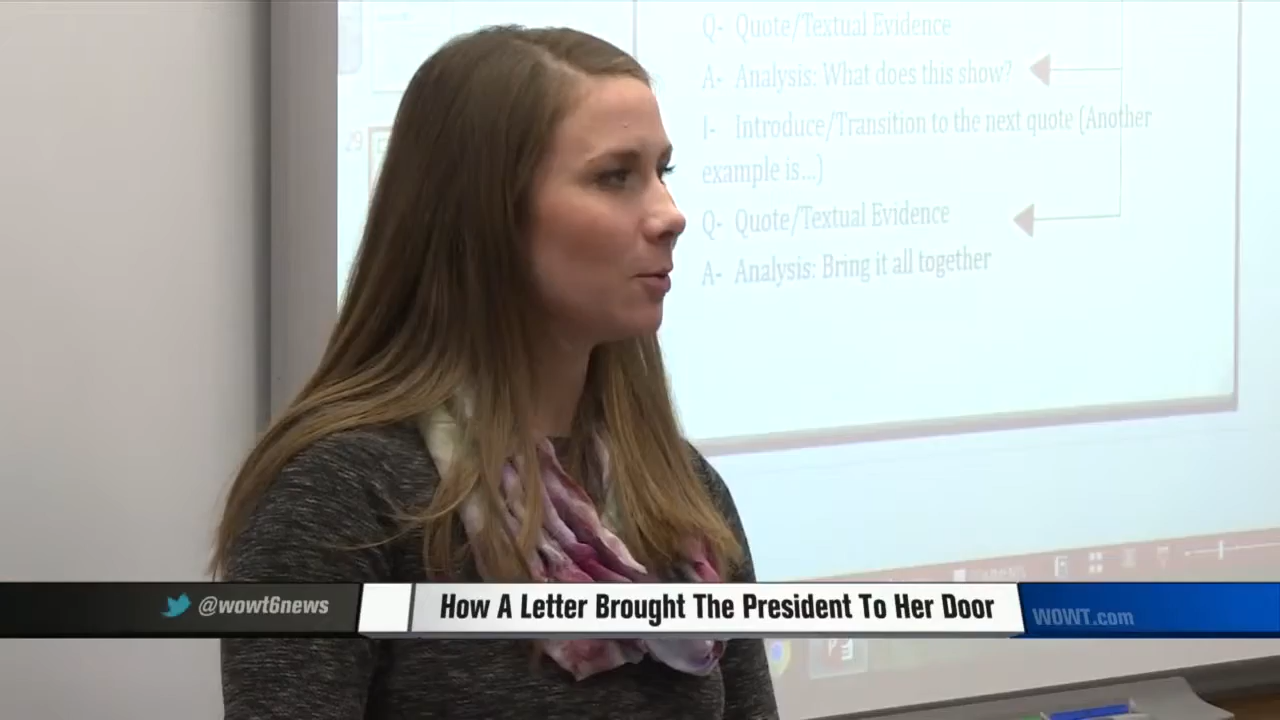 Q- Quote/Textual Evidence
A- Analysis: What does this show?
I- Introduce/Transition to the next quote (Another
example is...)
Q- Quote/Textual Evidence
A- Analysis: Bring it all together
29
@wowt6news
How A Letter Brought The President To Her Door
WOWT.com